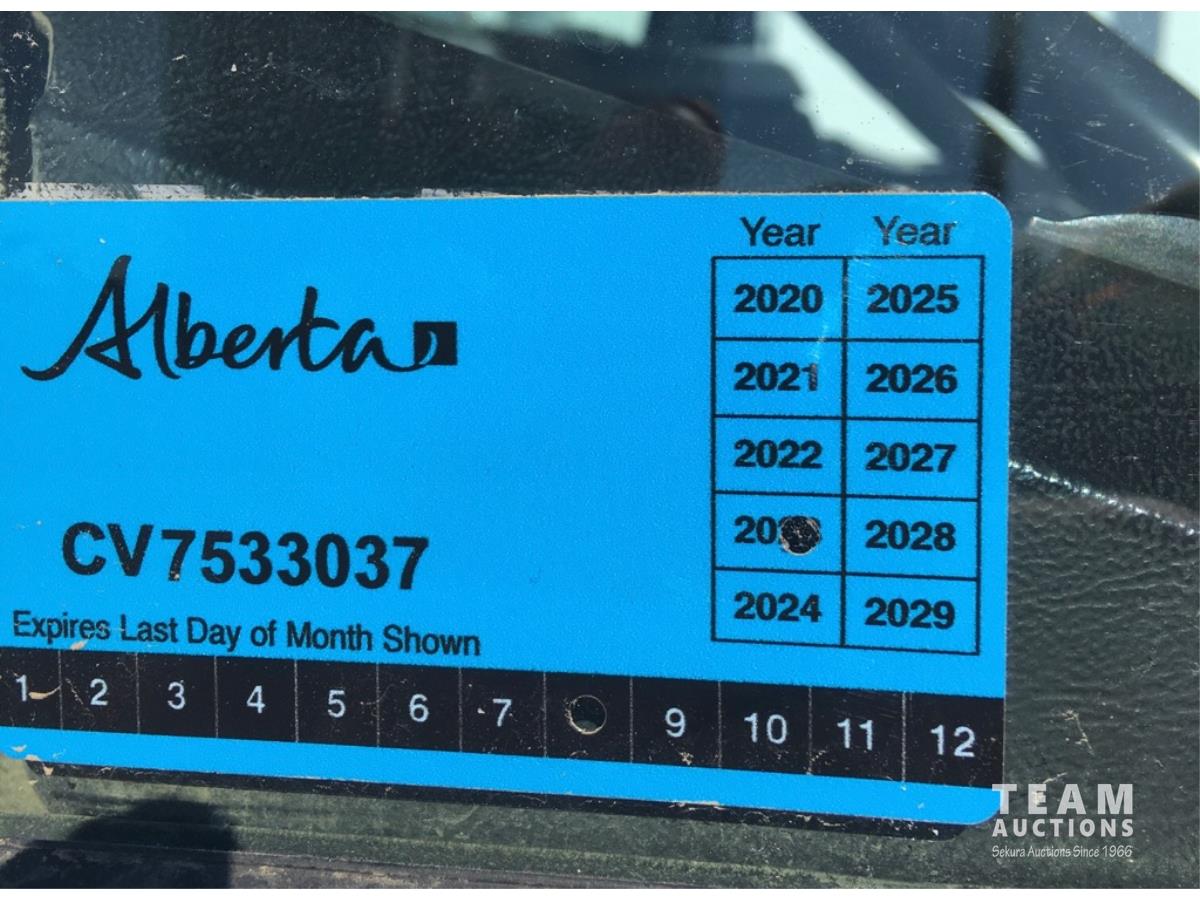 Year Year
2020 2025
Alberta
2021 2026
2022 2027
2028
CV7533037
2024 2029
Expires Last Day of Month Shown
1 2 3 4 5 6 7 9 10 11 12
TEAM
AUCTIONS
Sekura Auctions Since 1966